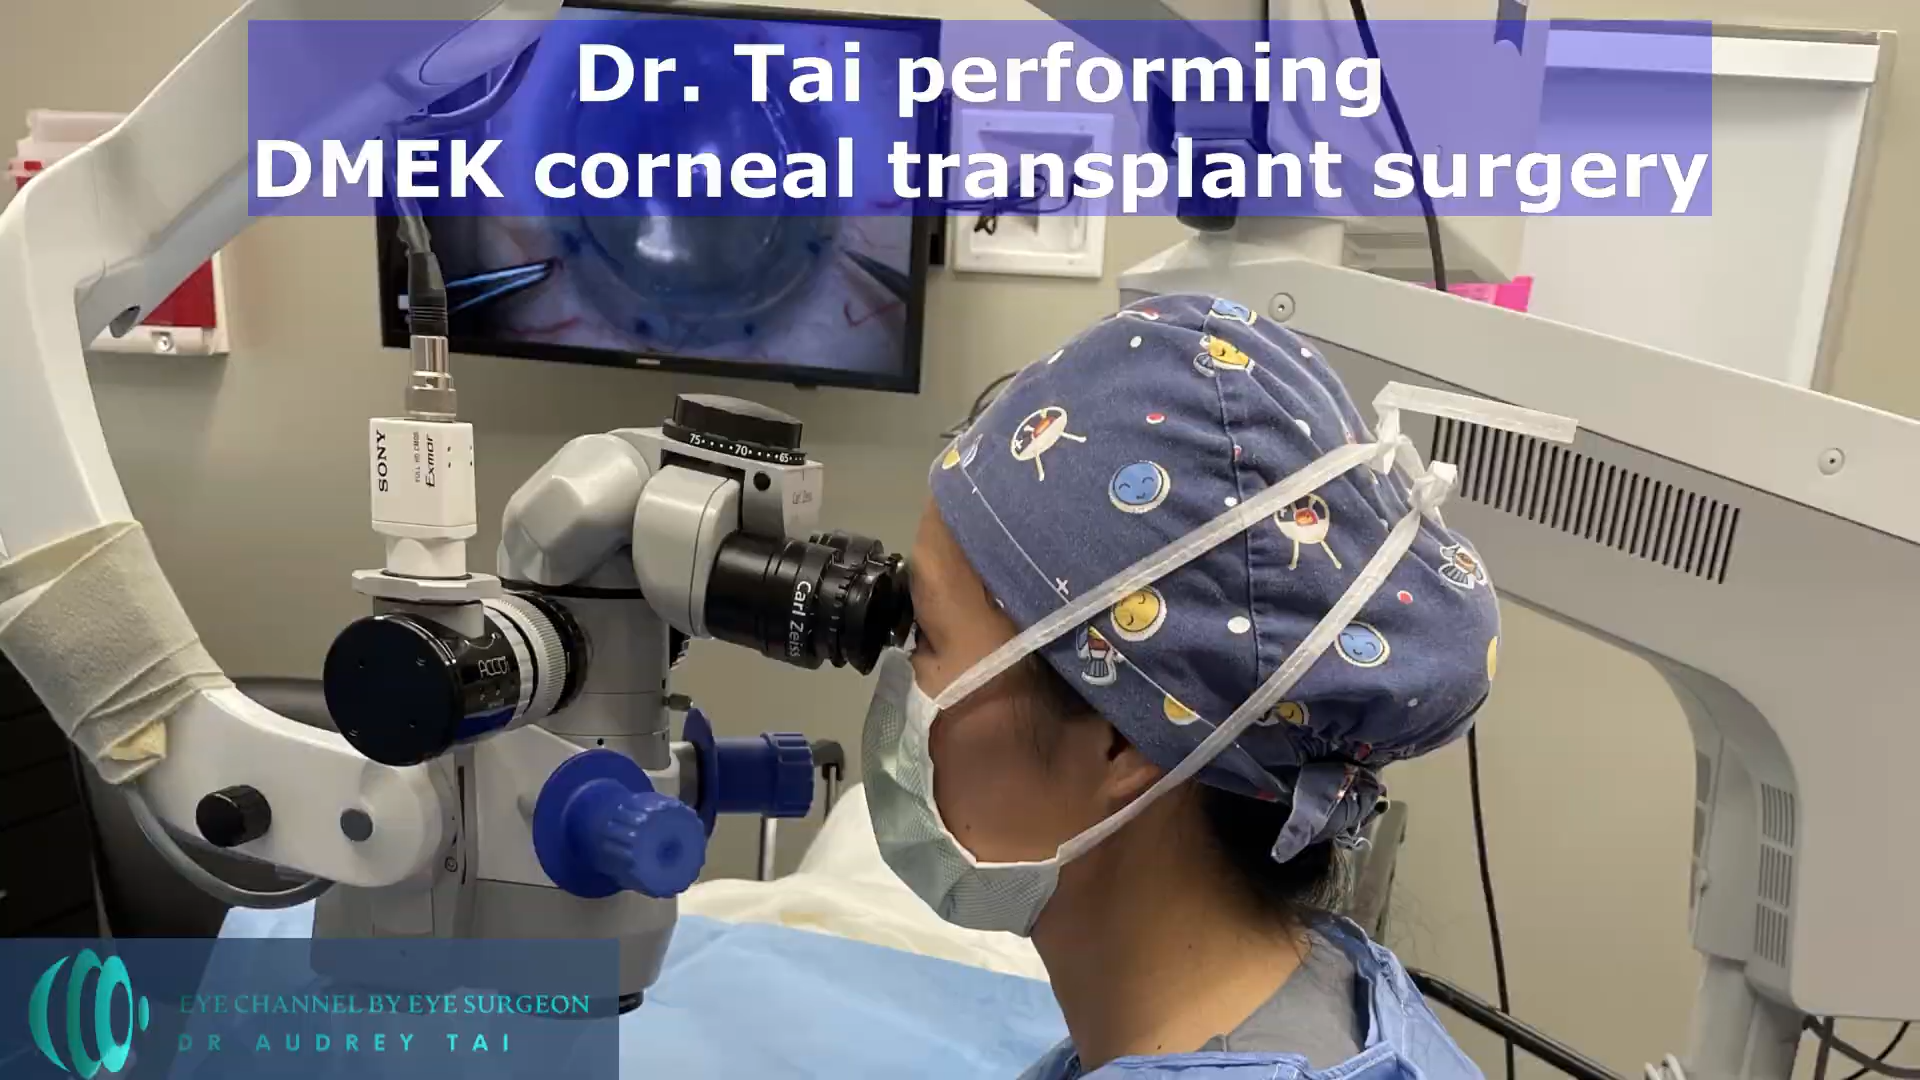 Dr. Tai performing
DMEK corneal transplant surgery
75 70 65
SONY
Exmor
Carl Zeiss
EYE CHANNEL BY EYE SURGEON
DR AUDREY TAI